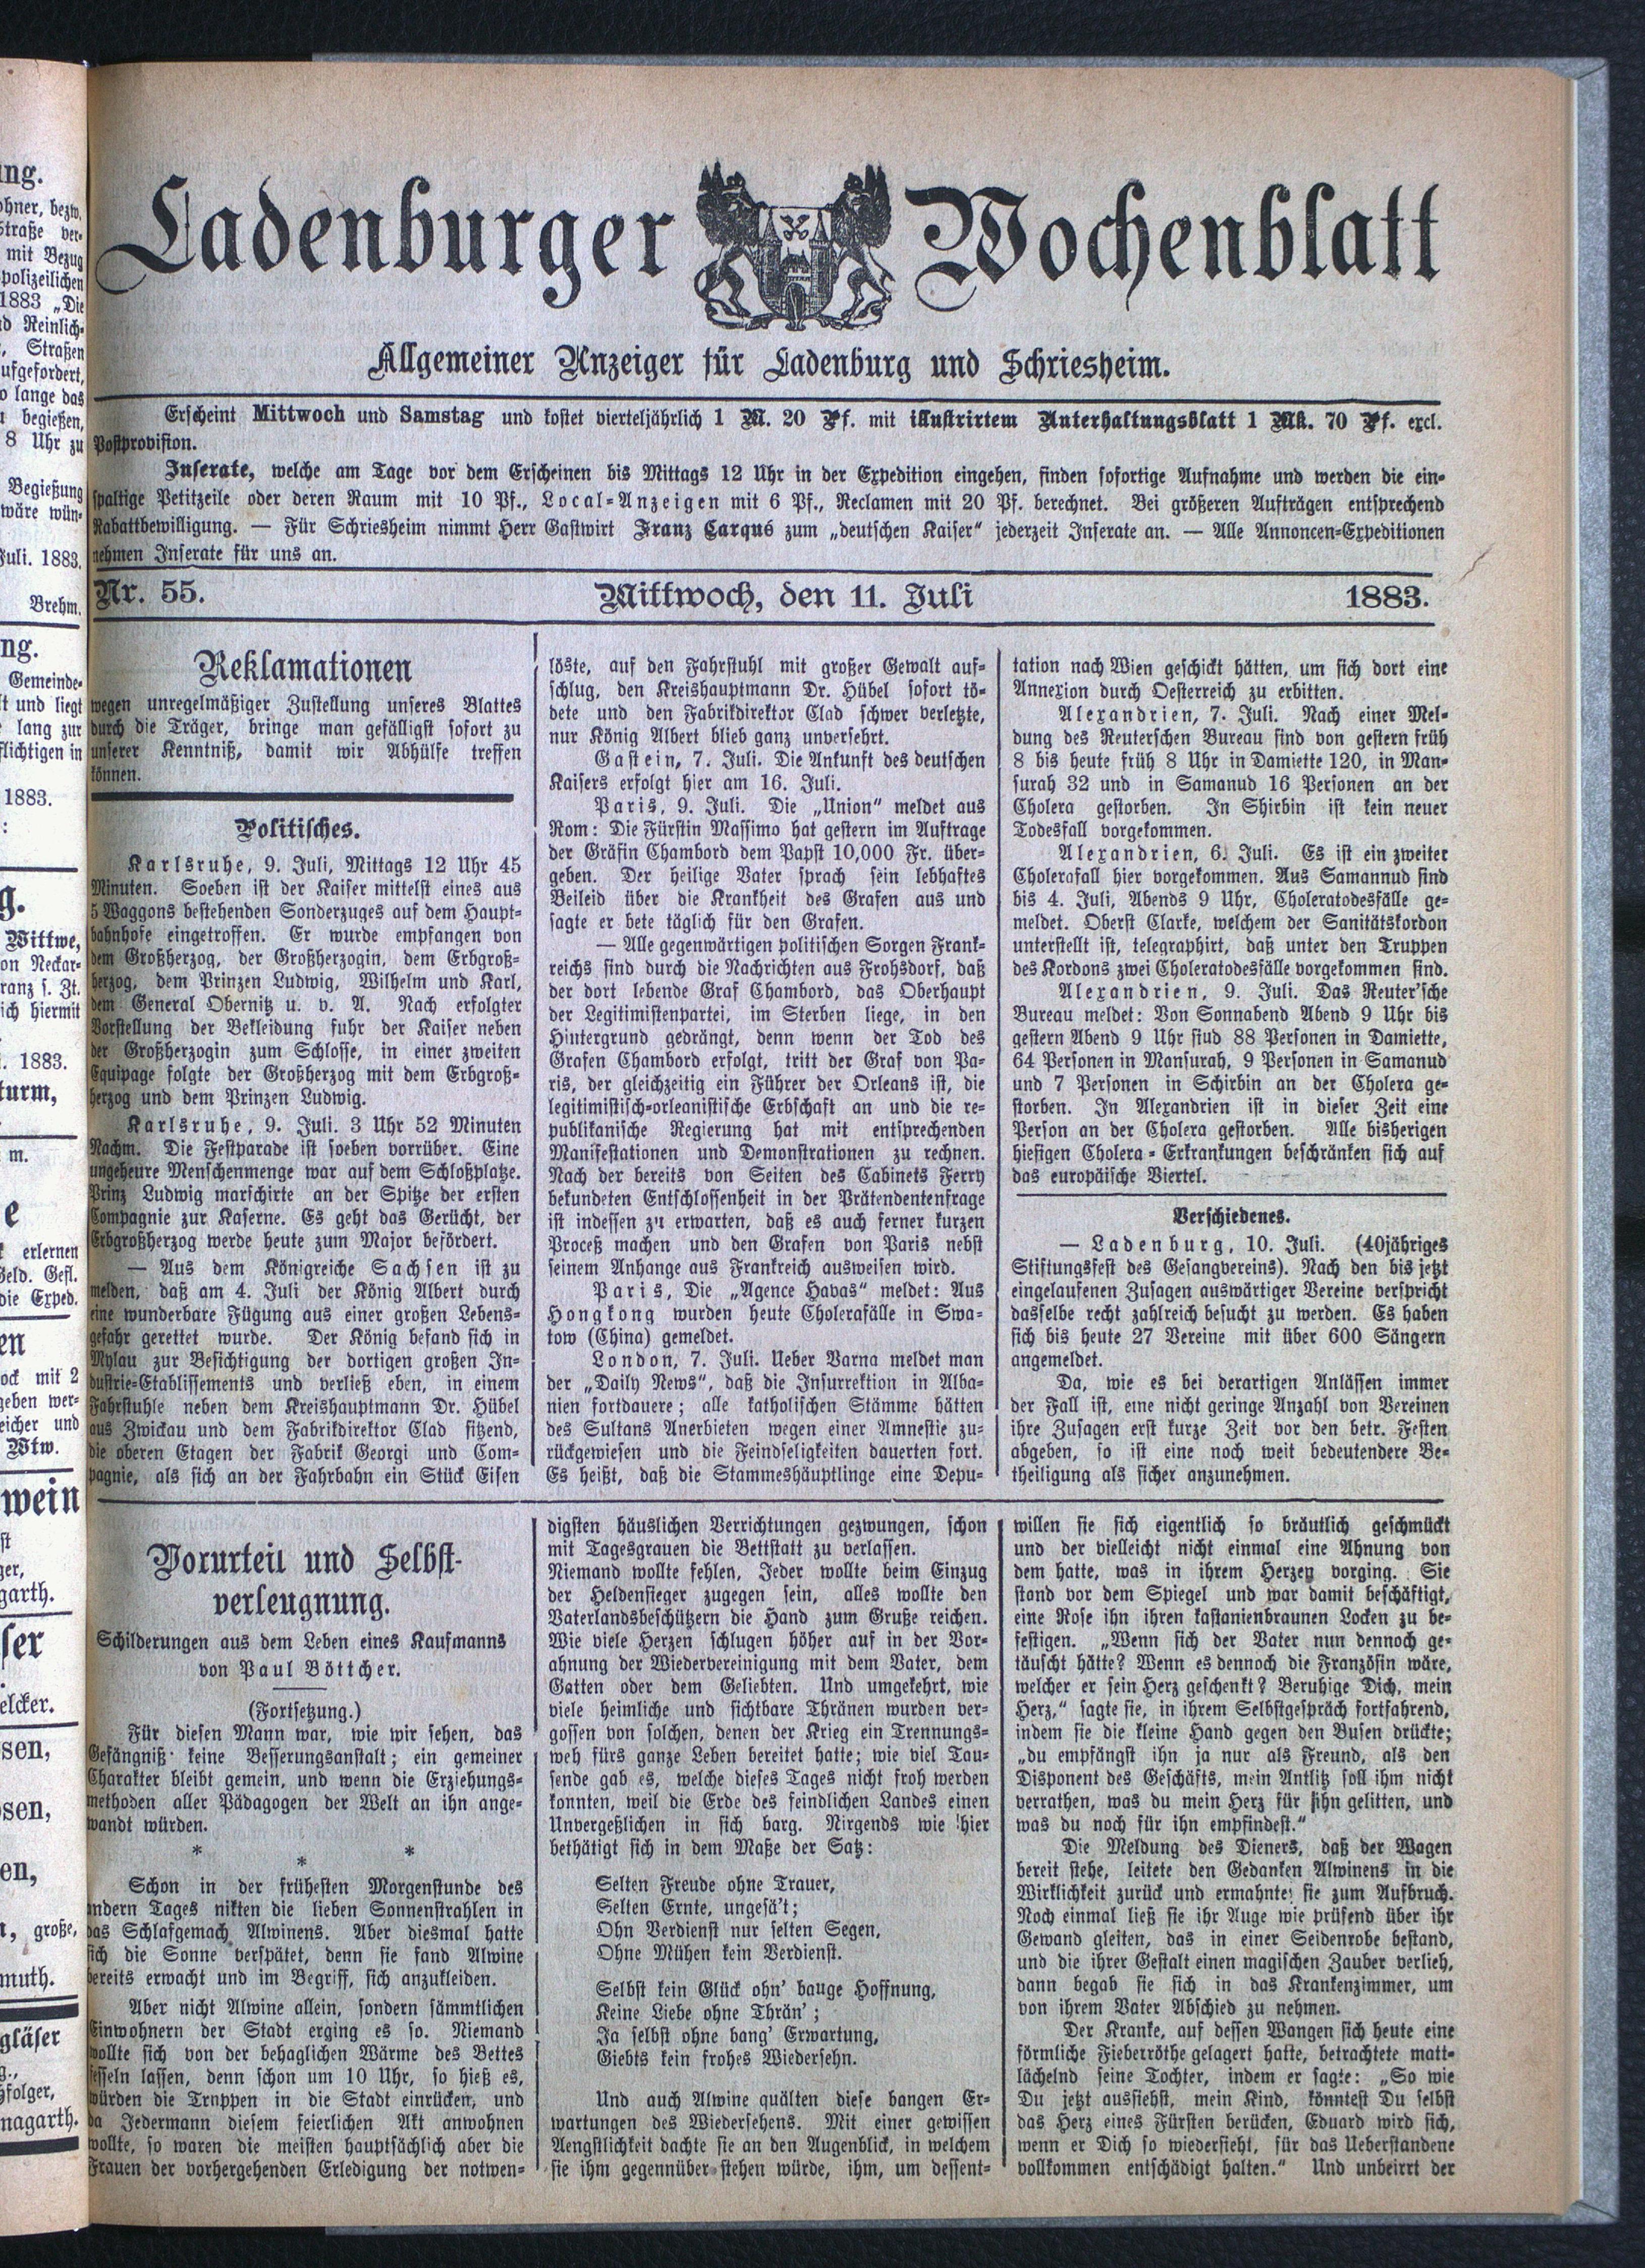 Ladenburger Wochenblatt
Allgemeiner Anzeiger für Ladenburg und Schriesheim.
Erscheint Mittwoch und Samstag und kostet vierteljährlich 1 M. 20 Pf. mit illustrirtem Unterhaltungsblatt 1 Mk. 70 Pf. excl.
Postprovision.
Inserate, welche am Tage vor dem Erscheinen bis Mittags 12 Uhr in der Expedition eingehen, finden sofortige Aufnahme und werden die ein-
spaltige Petitzeile oder deren Raum mit 10 Pf., Local-Anzeigen mit 6 Pf., Reclamen mit 20 Pf. berechnet. Bei größeren Aufträgen entsprechend
Rabattbewilligung. — Für Schriesheim nimmt Herr Gastwirt Franz Carqué zum „deutschen Kaiser“ jederzeit Inserate an. — Alle Annoncen-Expeditionen
nehmen Inserate für uns an.
Nr. 55. Mittwoch, den 11. Juli 1883.
Reklamationen
wegen unregelmäßiger Zustellung unseres Blattes
durch die Träger, bringe man gefälligst sofort zu
unserer Kenntniß, damit wir Abhülfe treffen
können.
Politisches.
Karlsruhe, 9. Juli, Mittags 12 Uhr 45
Minuten. Soeben ist der Kaiser mittelst eines aus
5 Waggons bestehenden Sonderzuges auf dem Haupt-
bahnhofe eingetroffen. Er wurde empfangen von
dem Großherzog, der Großherzogin, dem Erbgroß-
herzog, dem Prinzen Ludwig, Wilhelm und Karl,
dem General Obernitz u. v. A. Nach erfolgter
Vorstellung der Bekleidung fuhr der Kaiser neben
der Großherzogin zum Schlosse, in einer zweiten
Equipage folgte der Großherzog mit dem Erbgroß-
herzog und dem Prinzen Ludwig.
Karlsruhe, 9. Juli. 3 Uhr 52 Minuten
Nachm. Die Festparade ist soeben vorrüber. Eine
ungeheure Menschenmenge war auf dem Schloßplatze.
Prinz Ludwig marschirte an der Spitze der ersten
Compagnie zur Kaserne. Es geht das Gerücht, der
Erbgroßherzog werde heute zum Major befördert.
— Aus dem Königreiche Sachsen ist zu
melden, daß am 4. Juli der König Albert durch
eine wunderbare Fügung aus einer großen Lebens-
gefahr gerettet wurde. Der König befand sich in
Mylau zur Besichtigung der dortigen großen In-
dustrie-Etablissements und verließ eben, in einem
Fahrstuhle neben dem Kreishauptmann Dr. Hübel
aus Zwickau und dem Fabrikdirektor Clad sitzend,
die oberen Etagen der Fabrik Georgi und Com-
pagnie, als sich an der Fahrbahn ein Stück Eisen
löste, auf den Fahrstuhl mit großer Gewalt auf-
schlug, den Kreishauptmann Dr. Hübel sofort tö-
dete und den Fabrikdirektor Clad schwer verletzte,
nur König Albert blieb ganz unversehrt.
Gastein, 7. Juli. Die Ankunft des deutschen
Kaisers erfolgt hier am 16. Juli.
Paris, 9. Juli. Die „Union“ meldet aus
Rom: Die Fürstin Massimo hat gestern im Auftrage
der Gräfin Chambord dem Papst 10,000 Fr. über-
geben. Der heilige Vater sprach sein lebhaftes
Beileid über die Krankheit des Grafen aus und
sagte er bete täglich für den Grafen.
— Alle gegenwärtigen politischen Sorgen Frank-
reichs sind durch die Nachrichten aus Frohsdorf, daß
der dort lebende Graf Chambord, das Oberhaupt
der Legitimistenpartei, im Sterben liege, in den
Hintergrund gedrängt, denn wenn der Tod des
Grafen Chambord erfolgt, tritt der Graf von Pa-
ris, der gleichzeitig ein Führer der Orleans ist, die
legitimistisch-orleanistische Erbschaft an und die re-
publikanische Regierung hat mit entsprechenden
Manifestationen und Demonstrationen zu rechnen.
Nach der bereits von Seiten des Cabinets Ferry
bekundeten Entschlossenheit in der Prätendentenfrage
ist indessen zu erwarten, daß es auch ferner kurzen
Proceß machen und den Grafen von Paris nebst
seinem Anhange aus Frankreich ausweisen wird.
Paris, Die „Agence Havas“ meldet: Aus
Hongkong wurden heute Cholerafälle in Swa-
tow (China) gemeldet.
London, 7. Juli. Ueber Varna meldet man
der „Daily News“, daß die Insurrektion in Alba-
nien fortdauere; alle katholischen Stämme hätten
des Sultans Anerbieten wegen einer Amnestie zu-
rückgewiesen und die Feindseligkeiten dauerten fort.
Es heißt, daß die Stammeshäuptlinge eine Depu-
tation nach Wien geschickt hätten, um sich dort eine
Annexion durch Oesterreich zu erbitten.
Alexandrien, 7. Juli. Nach einer Mel-
dung des Reuterschen Bureau sind von gestern früh
8 bis heute früh 8 Uhr in Damiette 120, in Man-
surah 32 und in Samanud 16 Personen an der
Cholera gestorben. In Shirbin ist kein neuer
Todesfall vorgekommen.
Alexandrien, 6. Juli. Es ist ein zweiter
Cholerafall hier vorgekommen. Aus Samannud sind
bis 4. Juli, Abends 9 Uhr, Choleratodesfälle ge-
meldet. Oberst Clarke, welchem der Sanitätskordon
unterstellt ist, telegraphirt, daß unter den Truppen
des Kordons zwei Choleratodesfälle vorgekommen sind.
Alexandrien, 9. Juli. Das Reuter'sche
Bureau meldet: Von Sonnabend Abend 9 Uhr bis
gestern Abend 9 Uhr siud 88 Personen in Damiette,
64 Personen in Mansurah, 9 Personen in Samanud
und 7 Personen in Schirbin an der Cholera ge-
storben. In Alexandrien ist in dieser Zeit eine
Person an der Cholera gestorben. Alle bisherigen
hiesigen Cholera-Erkrankungen beschränken sich auf
das europäische Viertel.
Verschiedenes.
— Ladenburg, 10. Juli. (40jähriges
Stiftungsfest des Gesangvereins). Nach den bis jetzt
eingelaufenen Zusagen auswärtiger Vereine verspricht
dasselbe recht zahlreich besucht zu werden. Es haben
sich bis heute 27 Vereine mit über 600 Sängern
angemeldet.
Da, wie es bei derartigen Anlässen immer
der Fall ist, eine nicht geringe Anzahl von Vereinen
ihre Zusagen erst kurze Zeit vor den betr. Festen
abgeben, so ist eine noch weit bedeutendere Be-
theiligung als sicher anzunehmen.
Vorurteil und Selbst-
verleugnung.
Schilderungen aus dem Leben eines Kaufmanns
von Paul Böttcher.
(Fortsetzung.)
Für diesen Mann war, wie wir sehen, das
Gefängniß keine Besserungsanstalt; ein gemeiner
Charakter bleibt gemein, und wenn die Erziehungs-
methoden aller Pädagogen der Welt an ihn ange-
wandt würden.
* * *
Schon in der frühesten Morgenstunde des
andern Tages nikten die lieben Sonnenstrahlen in
das Schlafgemach Alwinens. Aber diesmal hatte
sich die Sonne verspätet, denn sie fand Alwine
bereits erwacht und im Begriff, sich anzukleiden.
Aber nicht Alwine allein, sondern sämmtlichen
Einwohnern der Stadt erging es so. Niemand
wollte sich von der behaglichen Wärme des Bettes
fesseln lassen, denn schon um 10 Uhr, so hieß es,
würden die Truppen in die Stadt einrücken, und
da Jedermann diesem feierlichen Akt anwohnen
wollte, so waren die meisten hauptsächlich aber die
Frauen der vorhergehenden Erledigung der notwen-
digsten häuslichen Verrichtungen gezwungen, schon
mit Tagesgrauen die Bettstatt zu verlassen.
Niemand wollte fehlen, Jeder wollte beim Einzug
der Heldensieger zugegen sein, alles wollte den
Vaterlandsbeschützern die Hand zum Gruße reichen.
Wie viele Herzen schlugen höher auf in der Vor-
ahnung der Wiedervereinigung mit dem Vater, dem
Gatten oder dem Geliebten. Und umgekehrt, wie
viele heimliche und sichtbare Thränen wurden ver-
gossen von solchen, denen der Krieg ein Trennungs-
weh fürs ganze Leben bereitet hatte; wie viel Tau-
sende gab es, welche dieses Tages nicht froh werden
konnten, weil die Erde des feindlichen Landes einen
Unvergeßlichen in sich barg. Nirgends wie hier
bethätigt sich in dem Maße der Satz:
Selten Freude ohne Trauer,
Selten Ernte, ungesä't;
Ohn Verdienst nur selten Segen,
Ohne Mühen kein Verdienst.
Selbst kein Glück ohn' bauge Hoffnung,
Keine Liebe ohne Thrän';
Ja selbst ohne bang' Erwartung,
Giebts kein frohes Wiedersehn.
Und auch Alwine quälten diese bangen Er-
wartungen des Wiedersehens. Mit einer gewissen
Aengstlichkeit dachte sie an den Augenblick, in welchem
sie ihm gegennüber stehen würde, ihm, um dessent-
willen sie sich eigentlich so bräutlich geschmückt
und der vielleicht nicht einmal eine Ahnung von
dem hatte, was in ihrem Herzen vorging. Sie
stand vor dem Spiegel und war damit beschäftigt,
eine Rose ihn ihren kastanienbraunen Locken zu be-
festigen. „Wenn sich der Vater nun dennoch ge-
täuscht hätte? Wenn es dennoch die Französin wäre,
welcher er sein Herz geschenkt? Beruhige Dich, mein
Herz,“ sagte sie, in ihrem Selbstgespräch fortfahrend,
indem sie die kleine Hand gegen den Busen drückte;
„du empfängst ihn ja nur als Freund, als den
Disponent des Geschäfts, mein Antlitz soll ihm nicht
verrathen, was du mein Herz für ihn gelitten, und
was du noch für ihn empfindest.“
Die Meldung des Dieners, daß der Wagen
bereit stehe, leitete den Gedanken Alwinens in die
Wirklichkeit zurück und ermahnte sie zum Aufbruch.
Noch einmal ließ sie ihr Auge wie prüfend über ihr
Gewand gleiten, das in einer Seidenrobe bestand,
und die ihrer Gestalt einen magischen Zauber verlieh,
dann begab sie sich in das Krankenzimmer, um
von ihrem Vater Abschied zu nehmen.
Der Kranke, auf dessen Wangen sich heute eine
förmliche Fieberröthe gelagert hatte, betrachtete matt-
lächelnd seine Tochter, indem er sagte: „So wie
Du jetzt aussiehst, mein Kind, könntest Du selbst
das Herz eines Fürsten berücken, Eduard wird sich,
wenn er Dich so wiedersieht, für das Ueberstandene
vollkommen entschädigt halten.“ Und unbeirrt der